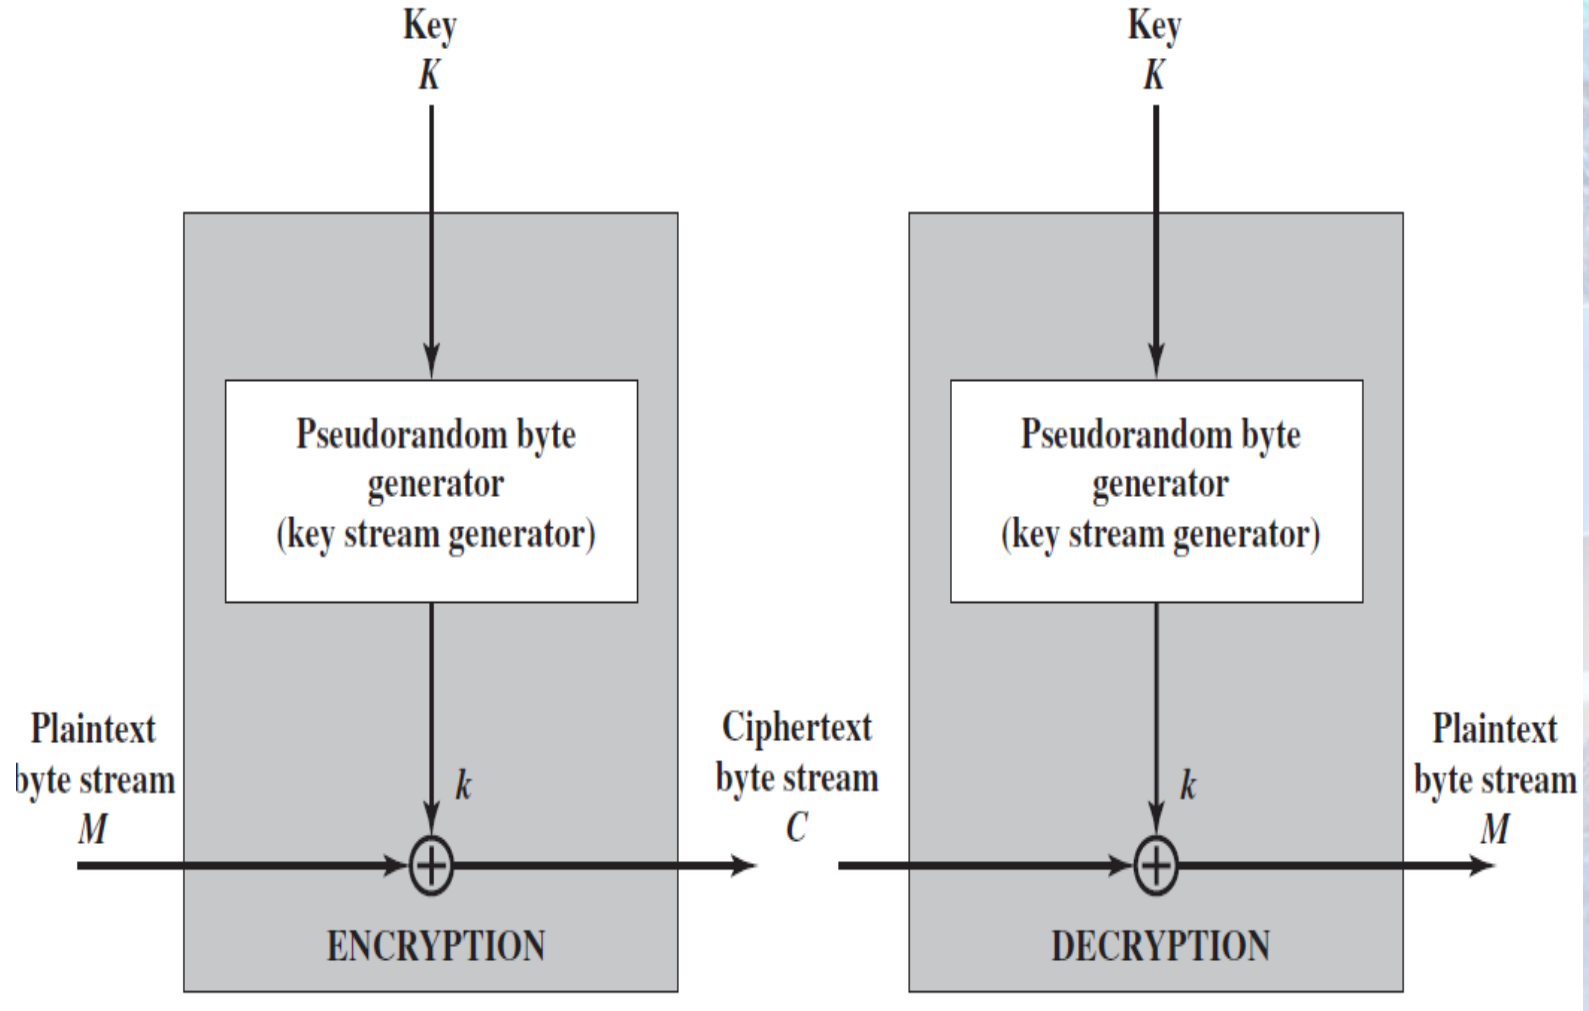 Key
K
Pseudorandom byte
generator
(key stream generator)
Plaintext
byte stream
M
k
ENCRYPTION
Ciphertext
byte stream
C
Key
K
Pseudorandom byte
generator
(key stream generator)
k
DECRYPTION
Plaintext
byte stream
M